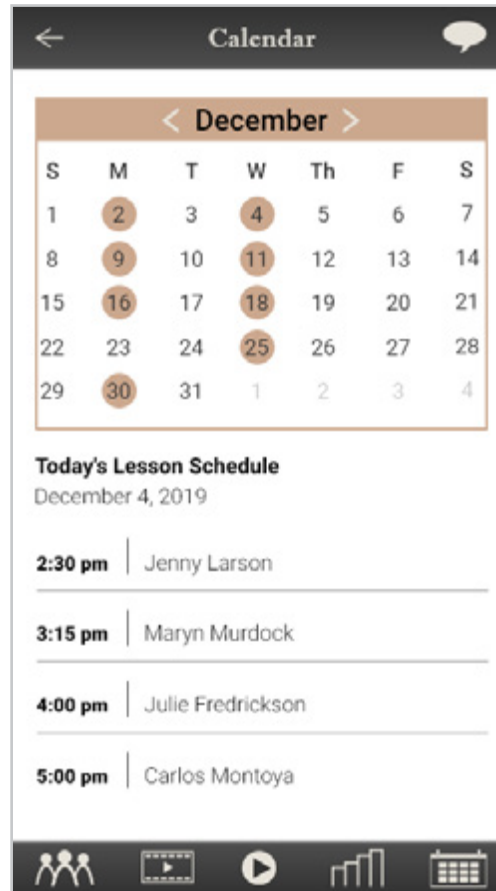 Calendar
December
S M T W Th F S
1 2 3 4 5 6 7
8 9 10 11 12 13 14
15 16 17 18 19 20 21
22 23 24 25 26 27 28
29 30 31 1 2 3 4
Today's Lesson Schedule
December 4, 2019
2:30 pm Jenny Larson
3:15 pm Maryn Murdock
4:00 pm Julie Fredrickson
5:00 pm Carlos Montoya